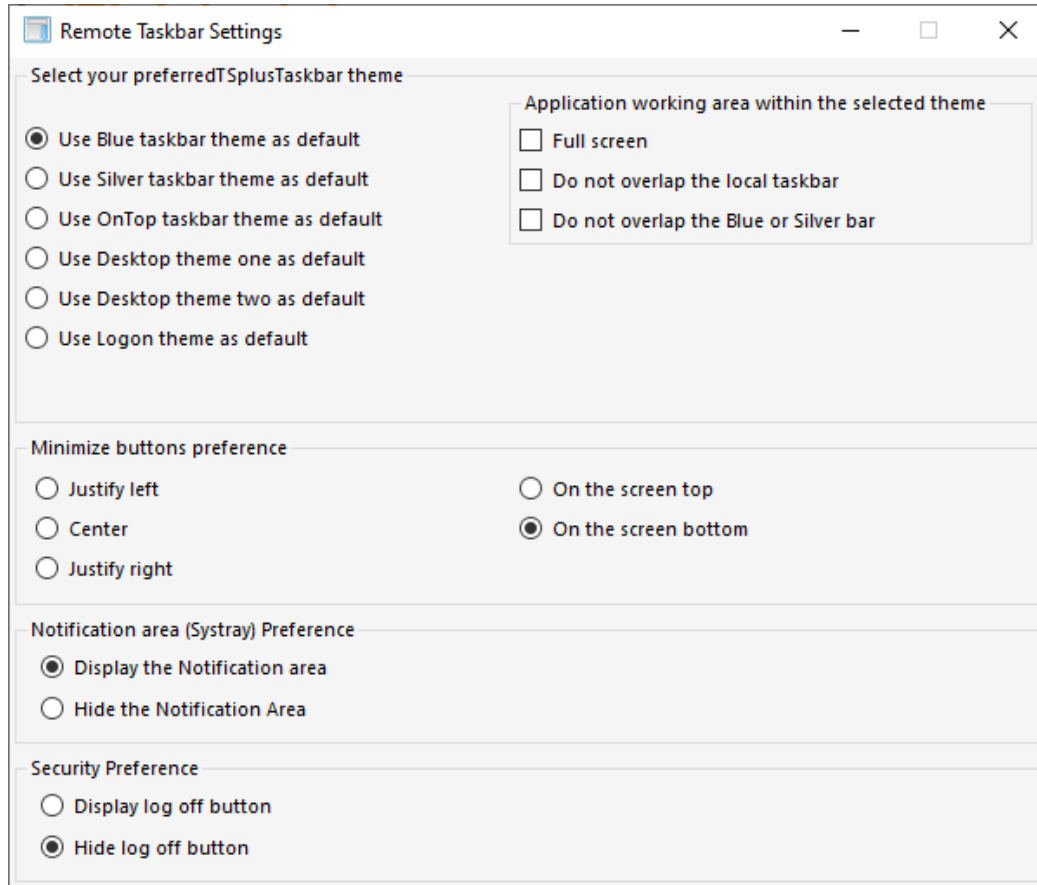 Remote Taskbar Settings
Select your preferredTSplusTaskbar theme
Use Blue taskbar theme as default
Use Silver taskbar theme as default
Use OnTop taskbar theme as default
Use Desktop theme one as default
Use Desktop theme two as default
Use Logon theme as default
Application working area within the selected theme
Full screen
Do not overlap the local taskbar
Do not overlap the Blue or Silver bar
Minimize buttons preference
Justify left
Center
Justify right
On the screen top
On the screen bottom
Notification area (Systray) Preference
Display the Notification area
Hide the Notification Area
Security Preference
Display log off button
Hide log off button